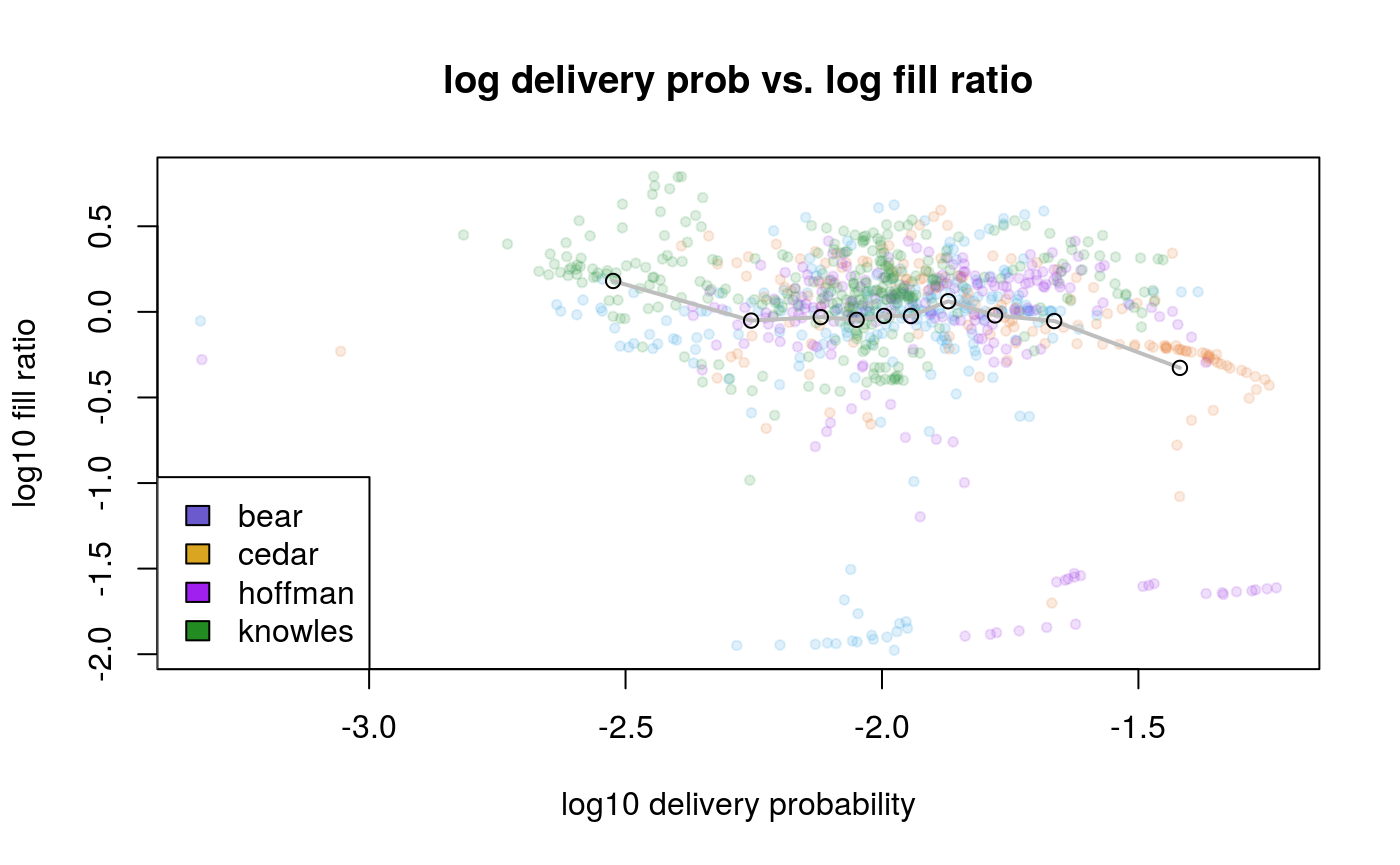 log delivery prob vs. log fill ratio
log10 fill ratio
0.5
0.0
-0.5
-1.0
-1.5
-2.0
bear
cedar
hoffman
knowles
-3.0 -2.5 -2.0 -1.5
log10 delivery probability